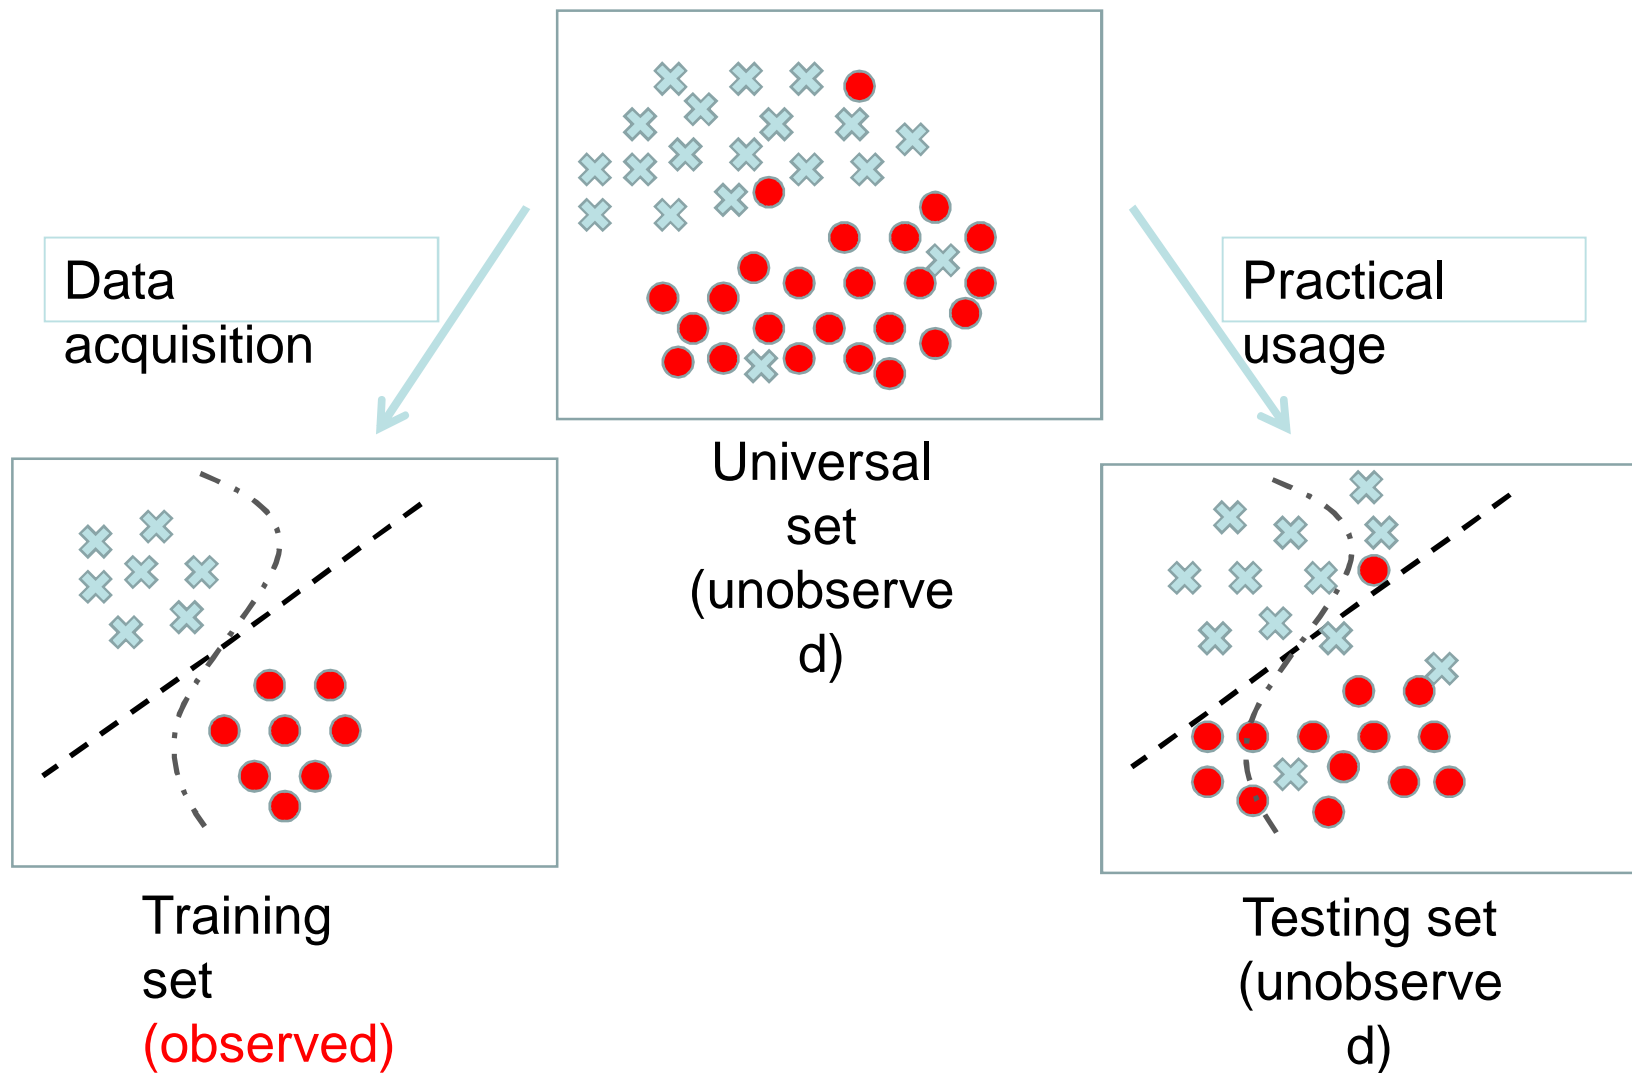 Data
acquisition
Practical
usage
Universal
set
(unobserve
d)
Training
set
(observed)
Testing set
(unobserve
d)